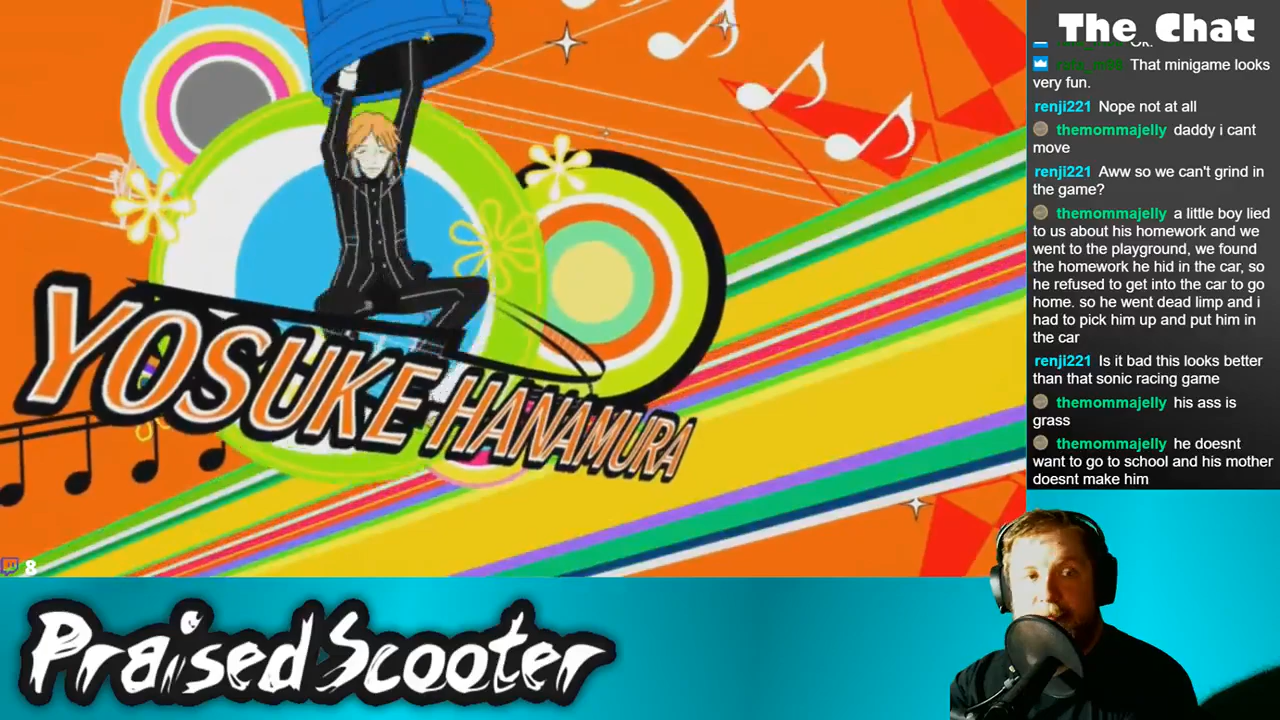 YOSUKE HANAMURA
8
PraisedScooter
The Chat
Ok.
That minigame looks
very fun.
renji221 Nope not at all
themommajelly daddy i cant
move
renji221 Aww so we can't grind in
the game?
themommajelly a little boy lied
to us about his homework and we
went to the playground, we found
the homework he hid in the car, so
he refused to get into the car to go
home. so he went dead limp and i
had to pick him up and put him in
the car
renji221 Is it bad this looks better
than that sonic racing game
themommajelly his ass is
grass
themommajelly he doesnt
want to go to school and his mother
doesnt make him